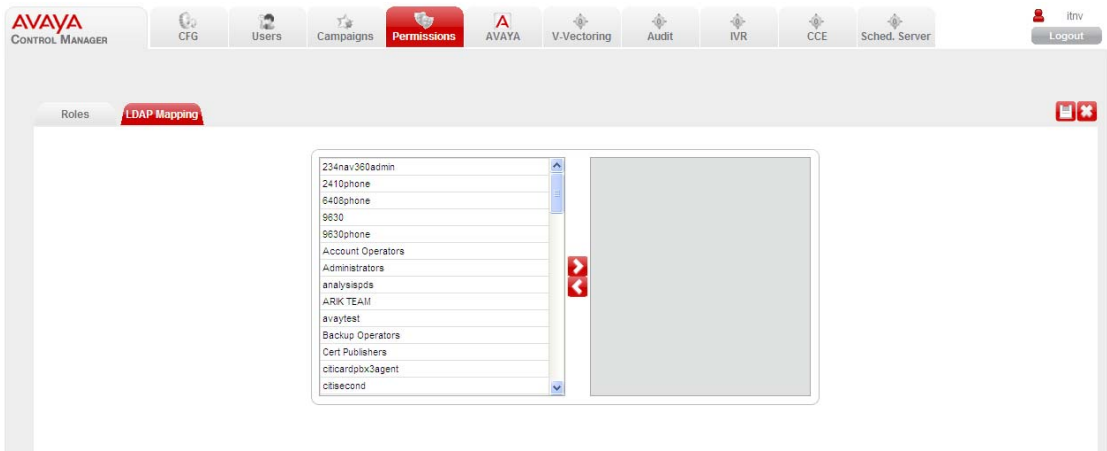 AVAYA
CONTROL MANAGER
CFG
Users
Campaigns
Permissions
A
AVAYA
V-Vectoring
Audit
IVR
CCE
Sched. Server
itnv
Logout
Roles
LDAP Mapping
234nav360admin
2410phone
6408phone
9630
9630phone
Account Operators
Administrators
analysispds
ARIK TEAM
avaytest
Backup Operators
Cert Publishers
citicardpbx3agent
citisecond